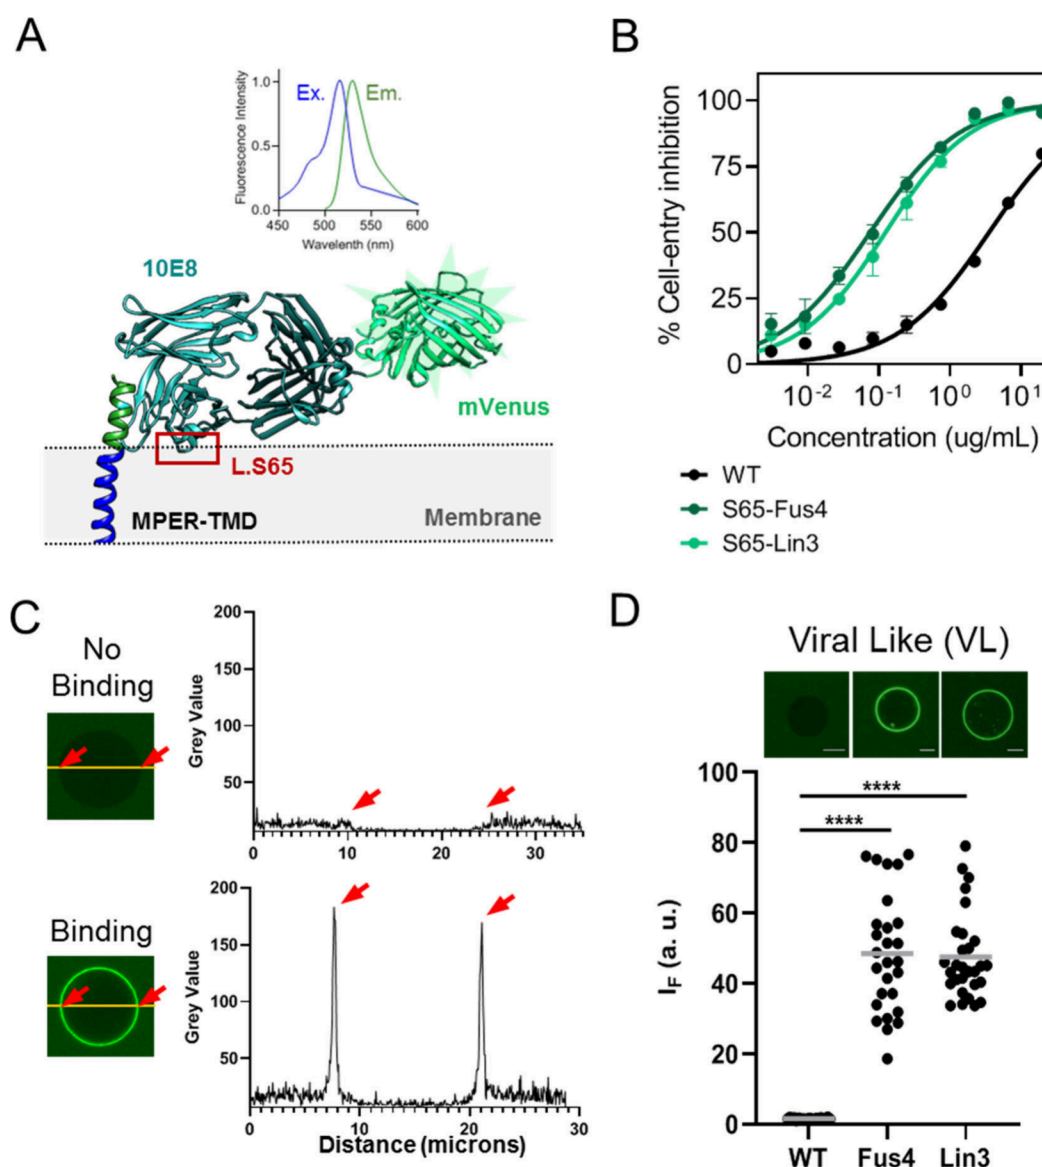 A
Fluorescence Intensity
1.0
0.5
0.0
Ex.
Em.
450
500
550
600
Wavelenth (nm)
10E8
mVenus
L.S65
MPER-TMD
Membrane
B
% Cell-entry inhibition
100
75
50
25
0
10⁻²
10⁻¹
10⁰
10¹
Concentration (ug/mL)
WT
S65-Fus4
S65-Lin3
C
No
Binding
Grey Value
200
150
100
50
0
10
20
30
Binding
Grey Value
200
150
100
50
0
10
20
30
Distance (microns)
D
Viral Like (VL)
I_F (a. u.)
100
80
60
40
20
0
****
****
WT
Fus4
Lin3